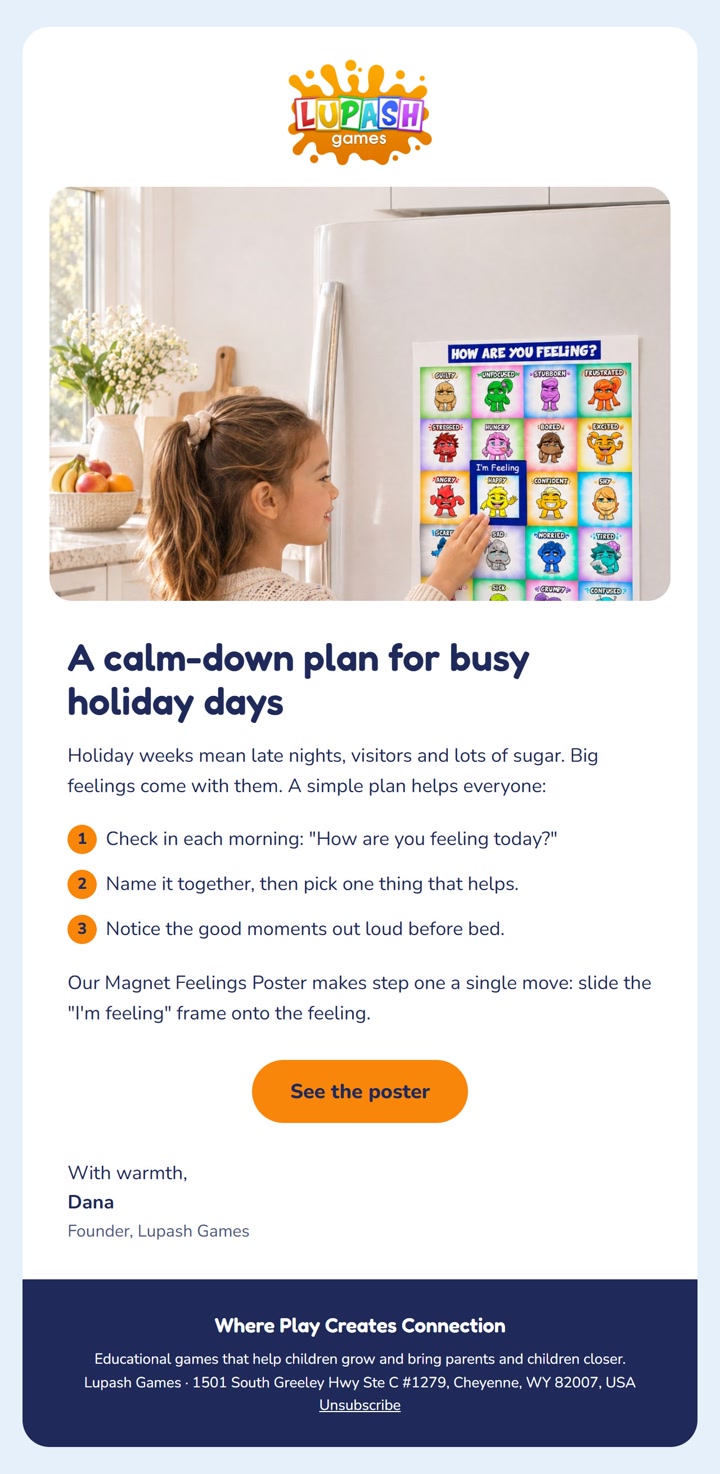 LUPASH
games
HOW ARE YOU FEELING?
GUILTY
UNFOCUSED
STUBBORN
FRUSTRATED
STRESSED
HUNGRY
BORED
EXCITED
I'm Feeling
ANGRY
HAPPY
CONFIDENT
SHY
SCARED
SAD
WORRIED
TIRED
SICK
GRUMPY
CONFUSED
A calm-down plan for busy
holiday days
Holiday weeks mean late nights, visitors and lots of sugar. Big
feelings come with them. A simple plan helps everyone:
1 Check in each morning: "How are you feeling today?"
2 Name it together, then pick one thing that helps.
3 Notice the good moments out loud before bed.
Our Magnet Feelings Poster makes step one a single move: slide the
"I'm feeling" frame onto the feeling.
See the poster
With warmth,
Dana
Founder, Lupash Games
Where Play Creates Connection
Educational games that help children grow and bring parents and children closer.
Lupash Games · 1501 South Greeley Hwy Ste C #1279, Cheyenne, WY 82007, USA
Unsubscribe